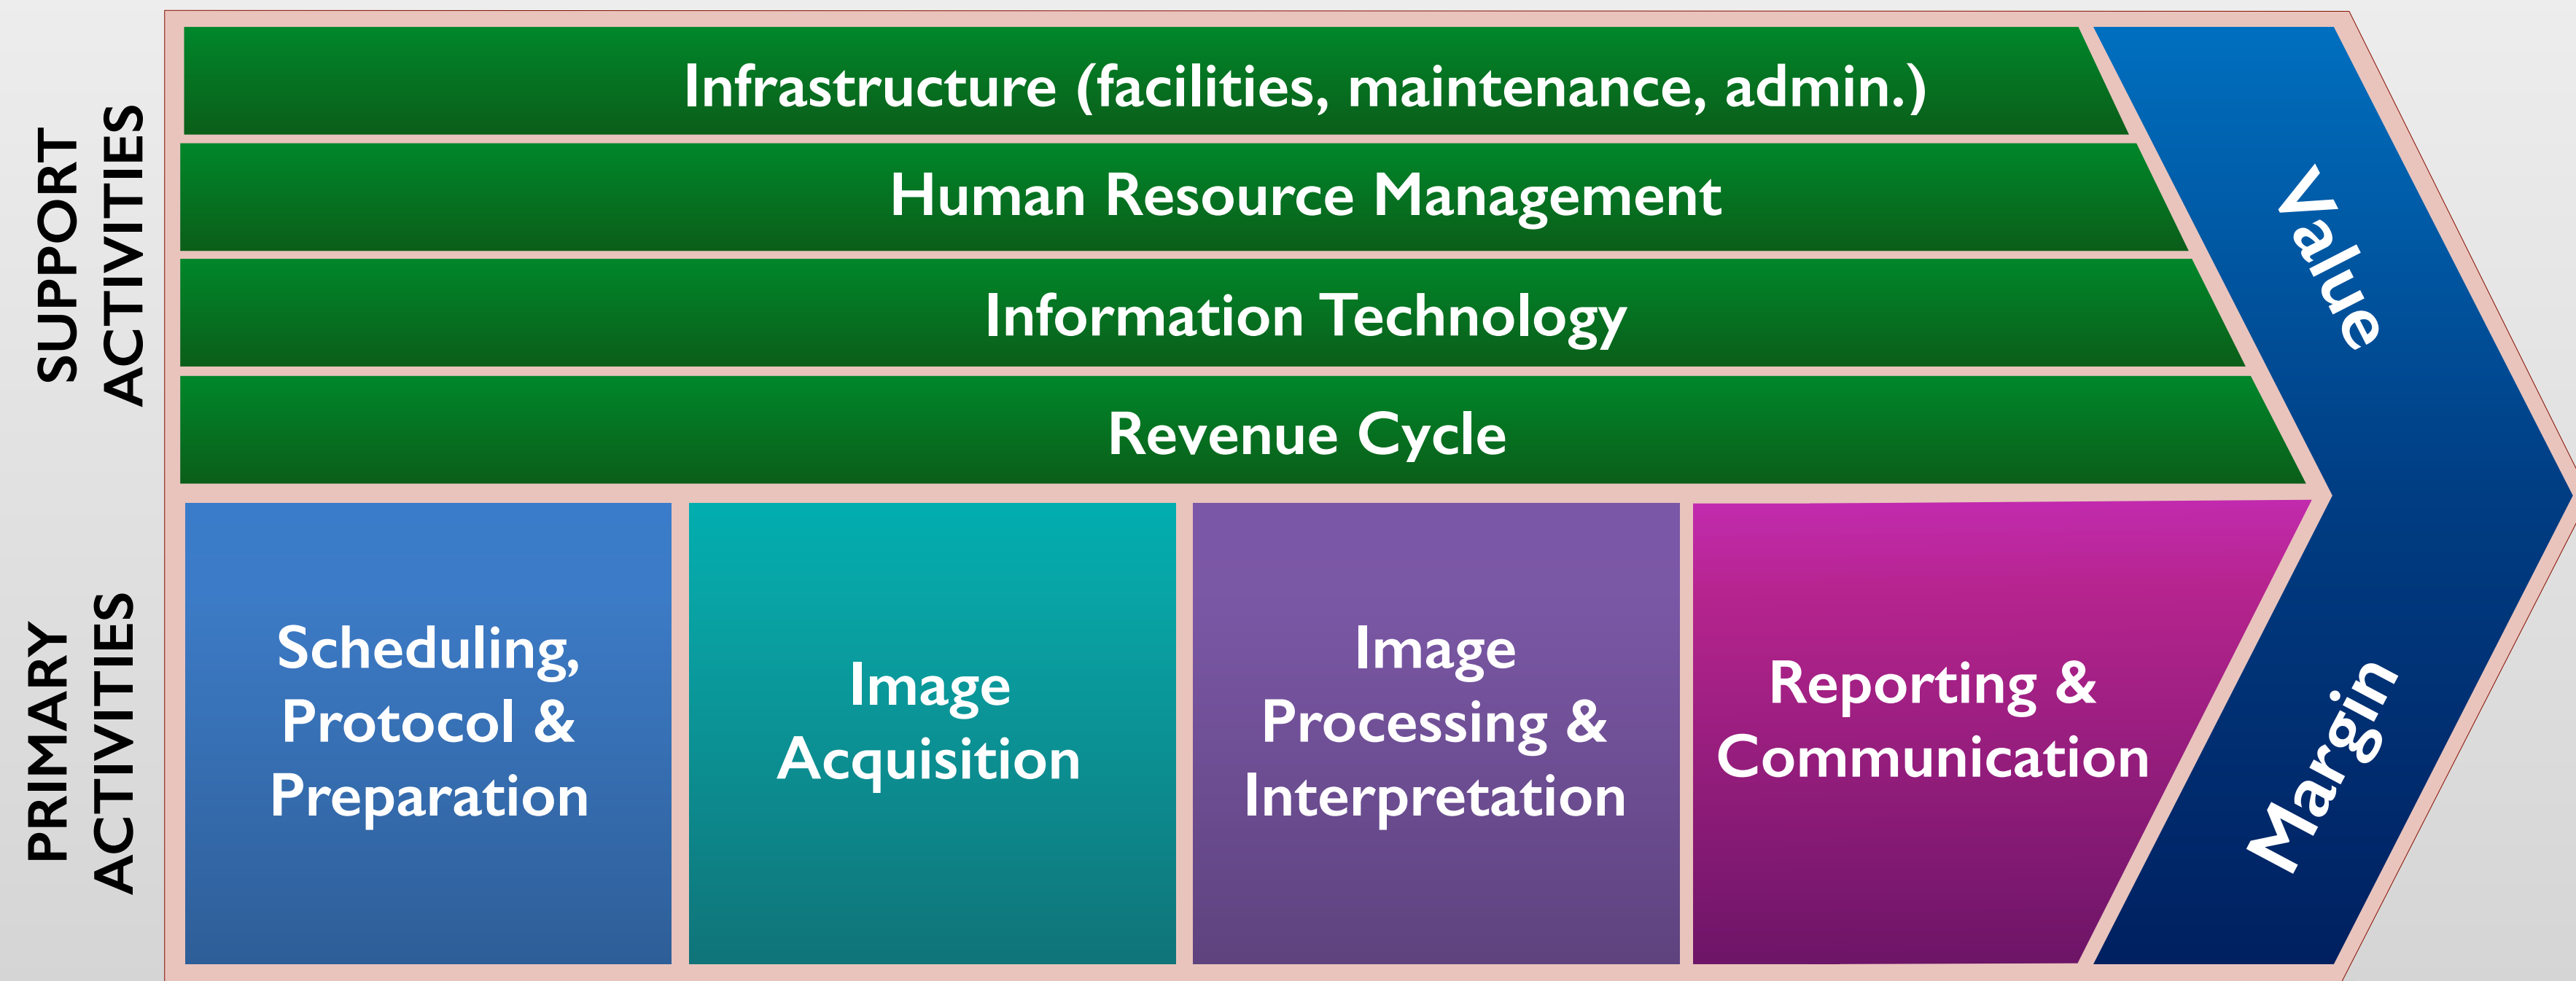 SUPPORT
ACTIVITIES
Infrastructure (facilities, maintenance, admin.)
Human Resource Management
Information Technology
Revenue Cycle
PRIMARY
ACTIVITIES
Scheduling,
Protocol &
Preparation
Image
Acquisition
Image
Processing &
Interpretation
Reporting &
Communication
Value
Margin